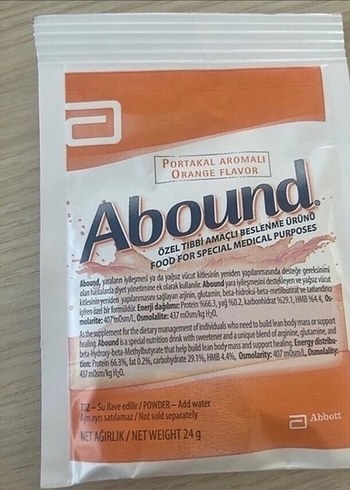 PORTAKAL AROMALI
ORANGE FLAVOR
Abound®
ÖZEL TIBBİ AMAÇLI BESLENME ÜRÜNÜ
FOOD FOR SPECIAL MEDICAL PURPOSES
Abound, yaraların iyileşmesi ya da yağsız vücut kitlesinin yeniden yapılanmasında desteğe gereksinimi
olan hastalarda diyet yönetimine ek olarak kullanılır. Abound yara iyileşmesini destekleyen ve yağsız vücut
kitlesinin yeniden yapılanmasını sağlayan arjinin, glutamin, beta-hidroksi-beta-metilbutirat ve tatlandırıcı
içeren özel bir formüldür. Enerji dağılımı: Protein %66.3, yağ %0.2, karbonhidrat %29.1, HMB %4.4, Os-
molarite: 407 mOsm/L, Osmolalite: 437 mOsm/kg H₂O.
As the supplement for the dietary management of individuals who need to build lean body mass or support
healing. Abound is a special nutrition drink with sweetener and a unique blend of arginine, glutamine, and
beta-Hydroxy-beta-Methylbutyrate that help build lean body mass and support healing. Energy distribu-
tion: Protein 66.3%, fat 0.2%, carbohydrate 29.1%, HMB 4.4%, Osmolarity: 407 mOsm/L, Osmolality:
437 mOsm/kg H₂O.
TOZ – Su ilave edilir / POWDER – Add water
Ayrı ayrı satılamaz / Not sold separately
NET AĞIRLIK / NET WEIGHT 24 g
Abbott